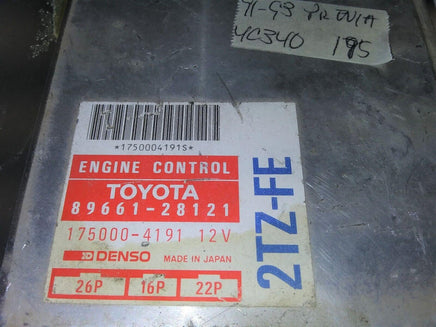 91-93 PREVIA
4C340 195
*1750004191S*
ENGINE CONTROL
TOYOTA
89661-28121
175000-4191 12V
DENSO MADE IN JAPAN
26P 16P 22P
2TZ-FE